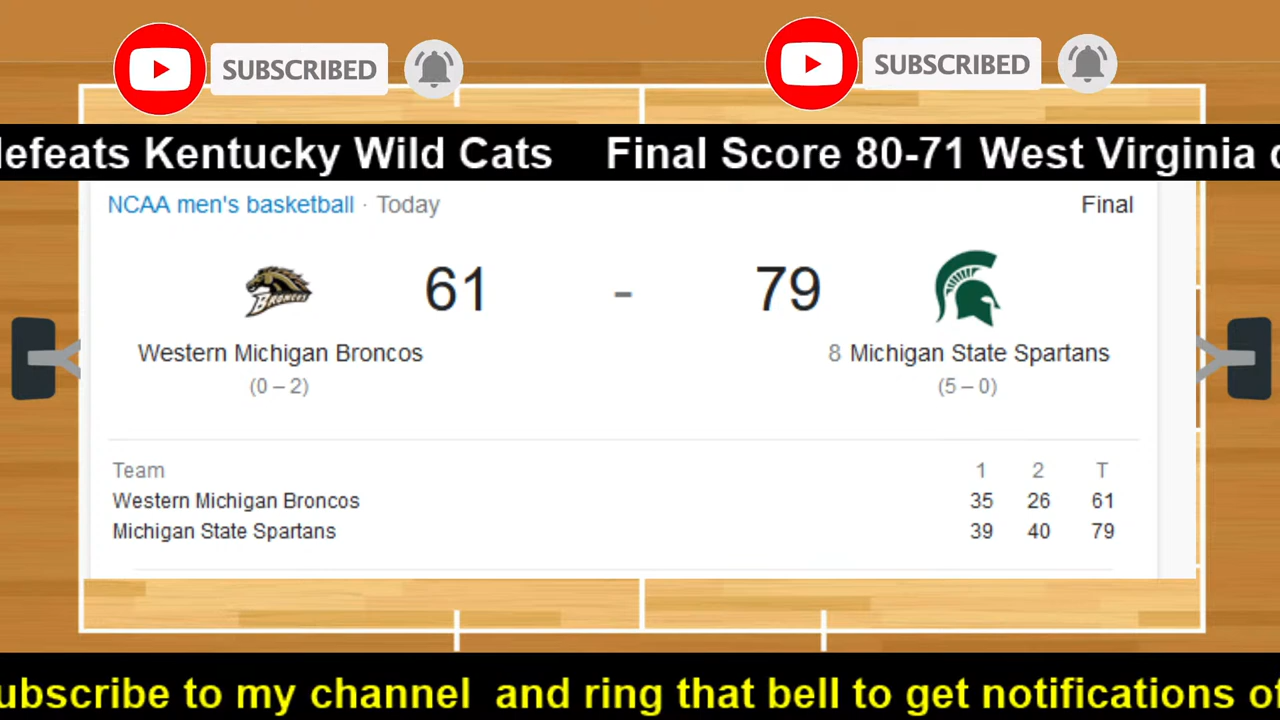 SUBSCRIBED SUBSCRIBED
defeats Kentucky Wild Cats Final Score 80-71 West Virginia
NCAA men's basketball · Today Final
BRONCOS
61 - 79
Western Michigan Broncos 8 Michigan State Spartans
(0 – 2) (5 – 0)
Team 1 2 T
Western Michigan Broncos 35 26 61
Michigan State Spartans 39 40 79
ubscribe to my channel and ring that bell to get notifications of